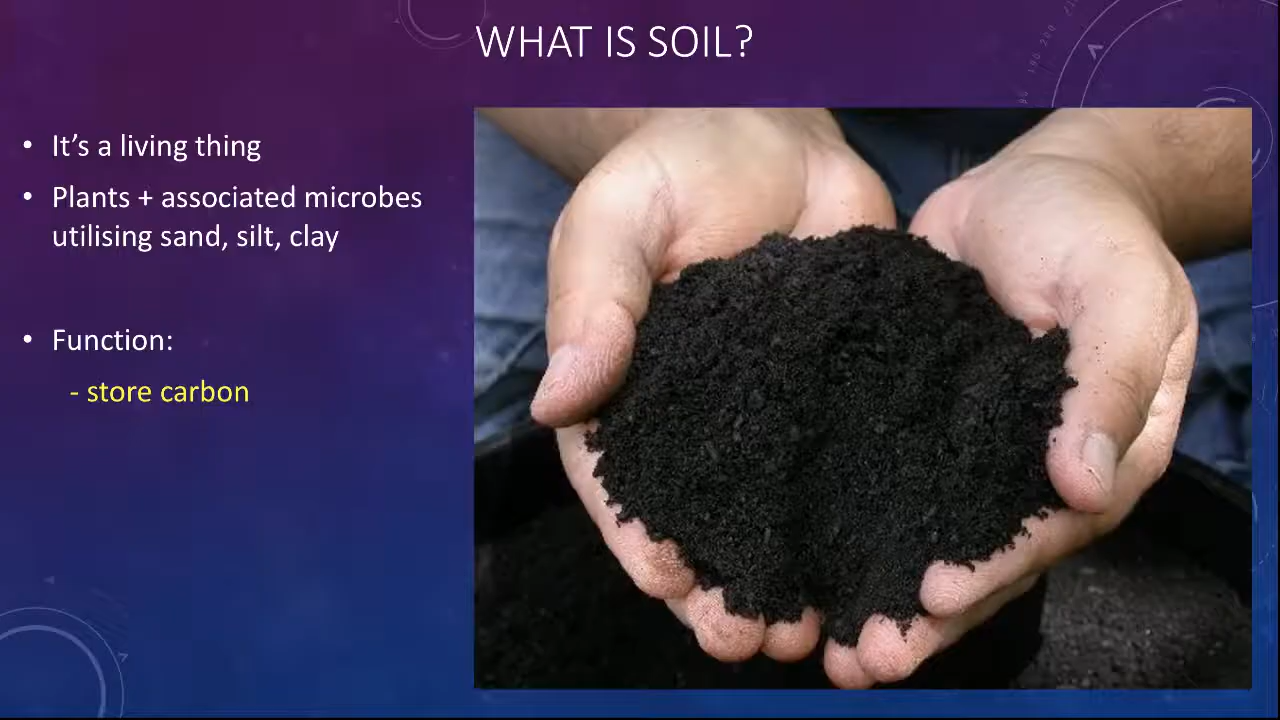 WHAT IS SOIL?
• It's a living thing
• Plants + associated microbes
utilising sand, silt, clay
• Function:
- store carbon